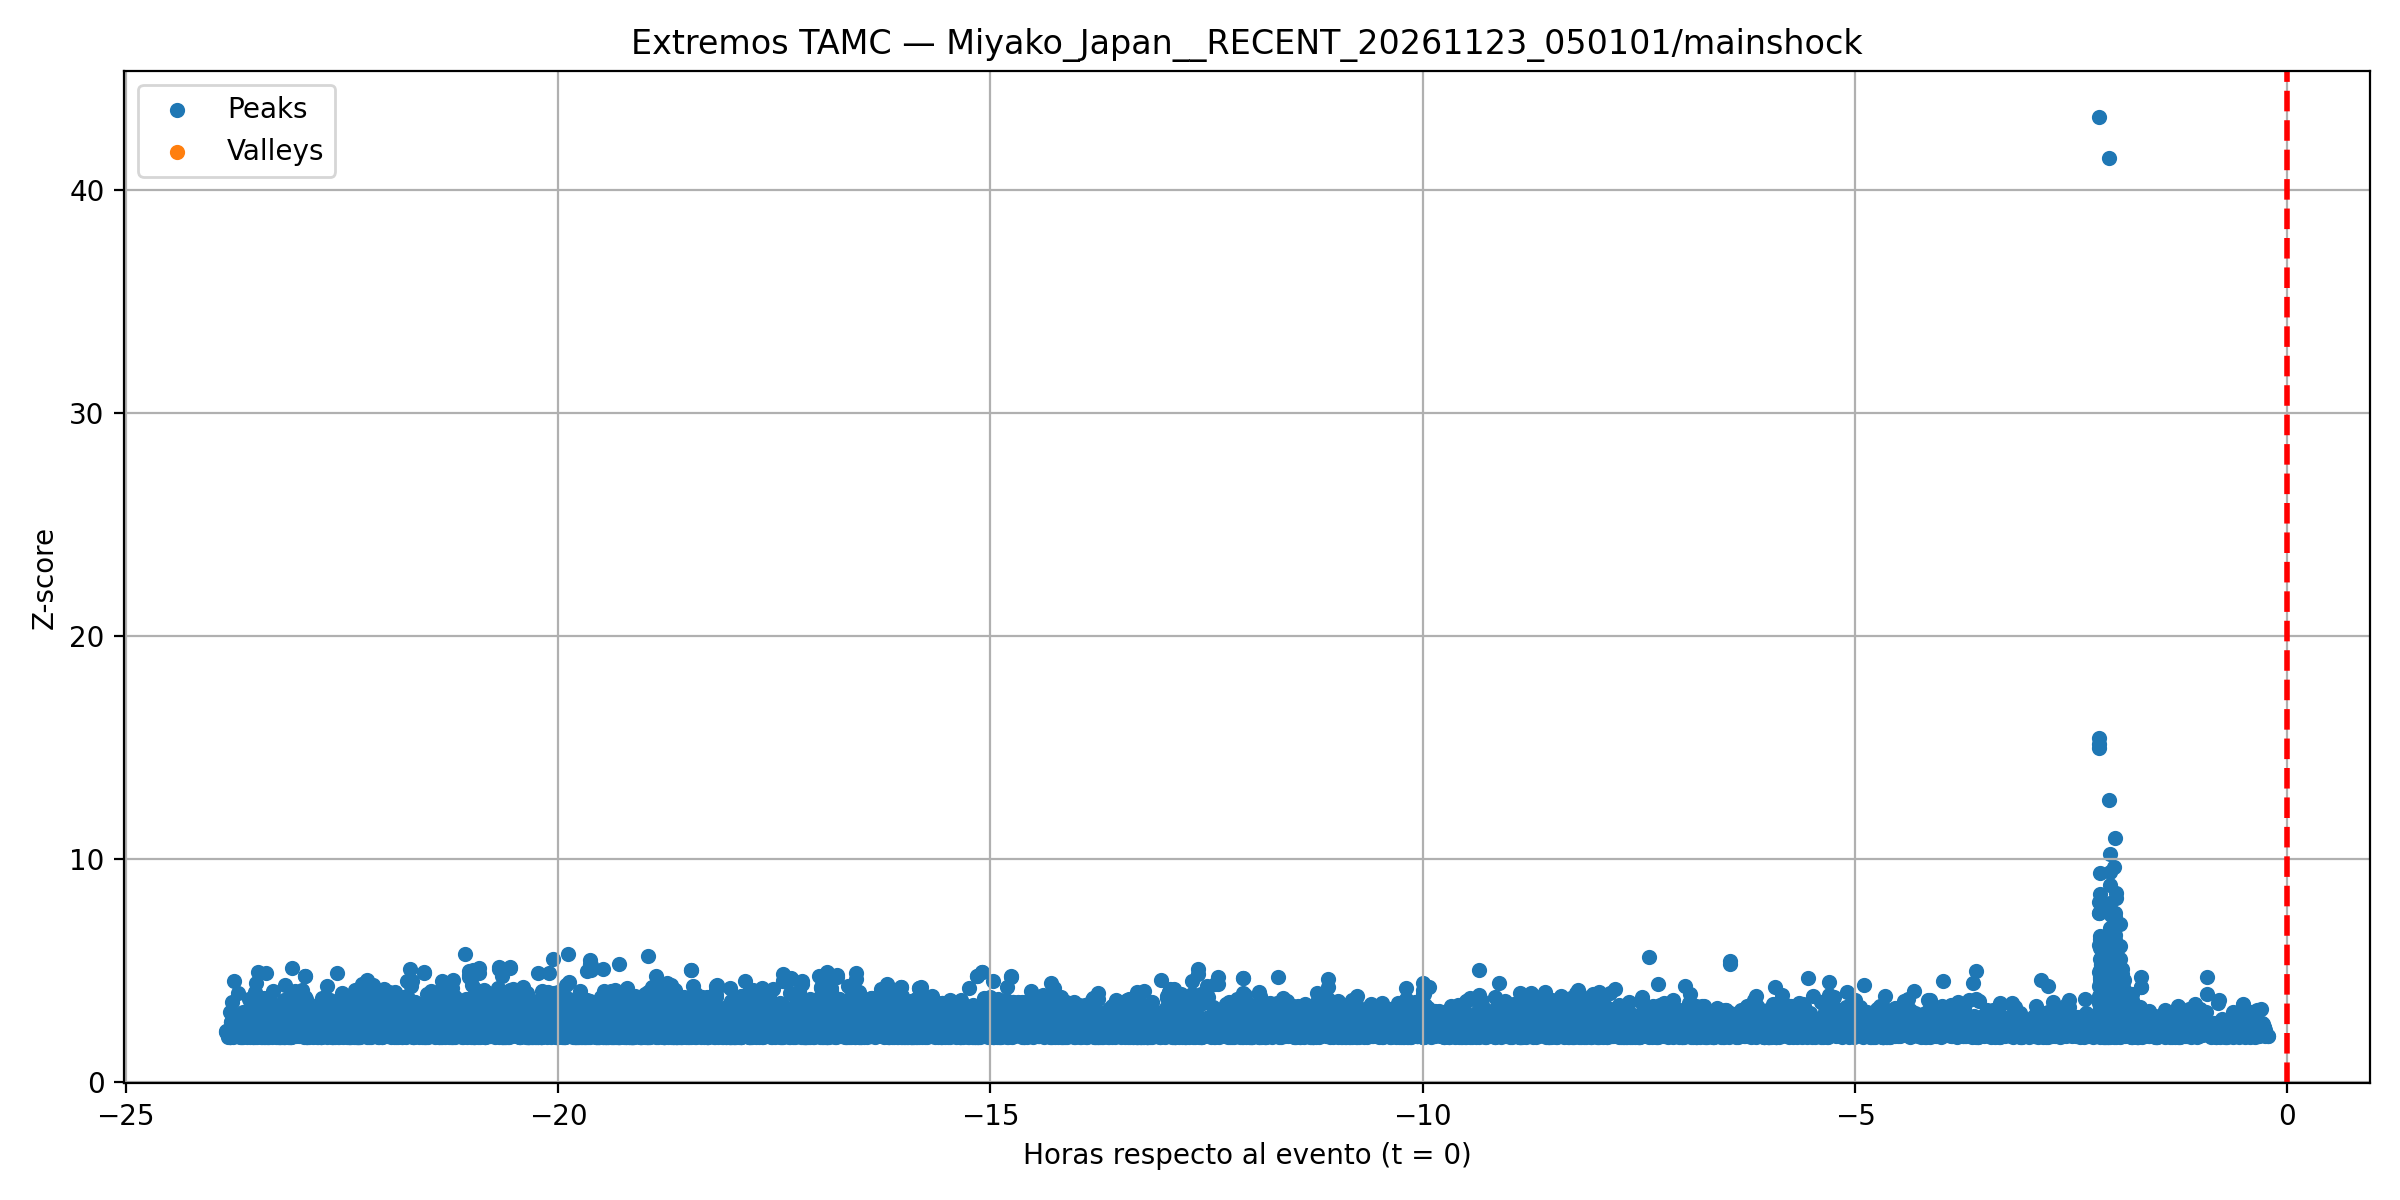 Extremos TAMC — Miyako_Japan__RECENT_20261123_050101/mainshock
Peaks
Valleys
Z-score
40
30
20
10
0
−25
−20
−15
−10
−5
0
Horas respecto al evento (t = 0)